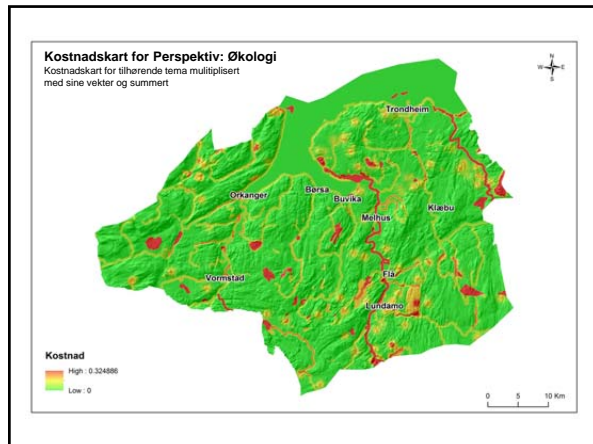 Kostnadskart for Perspektiv: Økologi
Kostnadskart for tilhørende tema mulitiplisert
med sine vekter og summert
N
W E
S
Trondheim
Orkanger
Børsa
Buvika
Melhus
Klæbu
Vormstad
Flå
Lundamo
Kostnad
High : 0.324886
Low : 0
0 5 10 Km